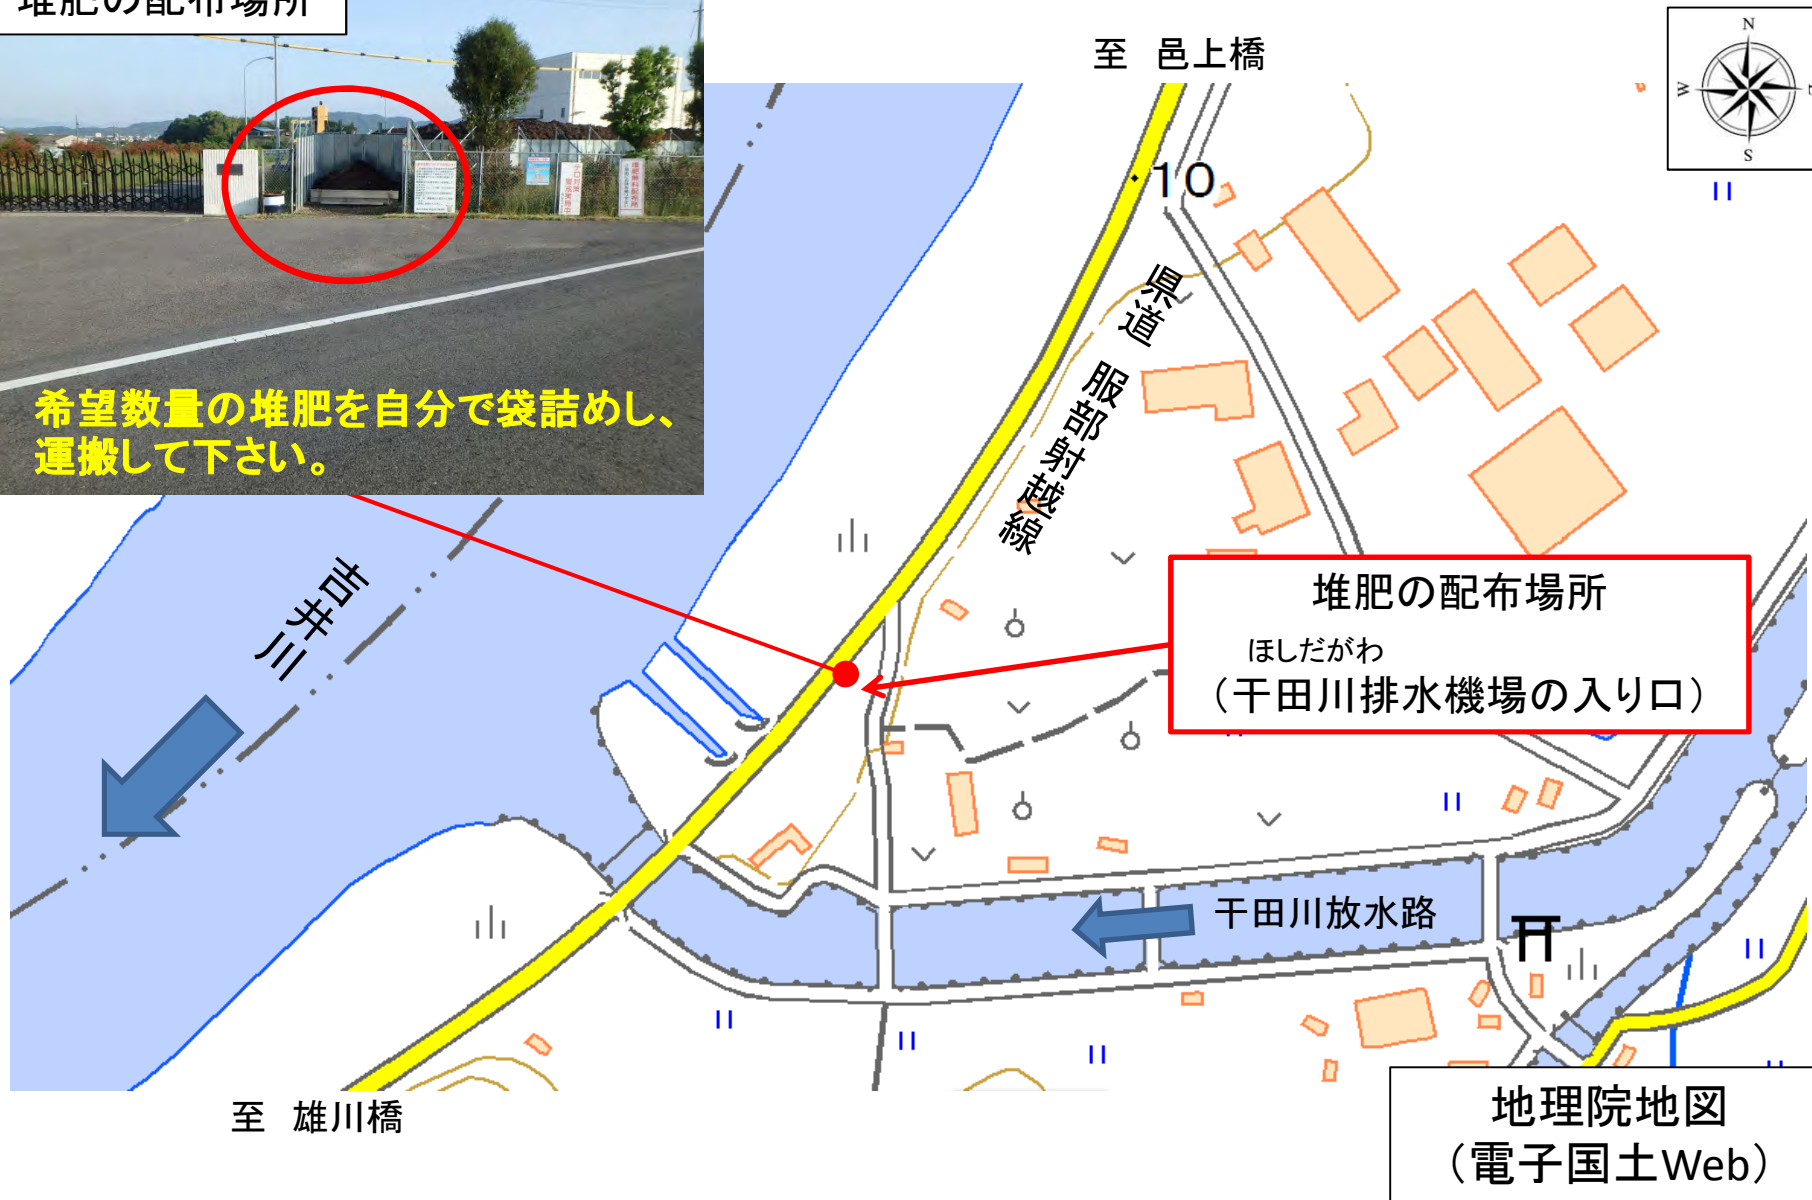 堆肥の配布場所
希望数量の堆肥を自分で袋詰めし、
運搬して下さい。
至 邑上橋
N
W
S
10
県道 服部射越線
吉井川
堆肥の配布場所
ほしだがわ
（干田川排水機場の入り口）
干田川放水路
至 雄川橋
地理院地図
（電子国土Web）